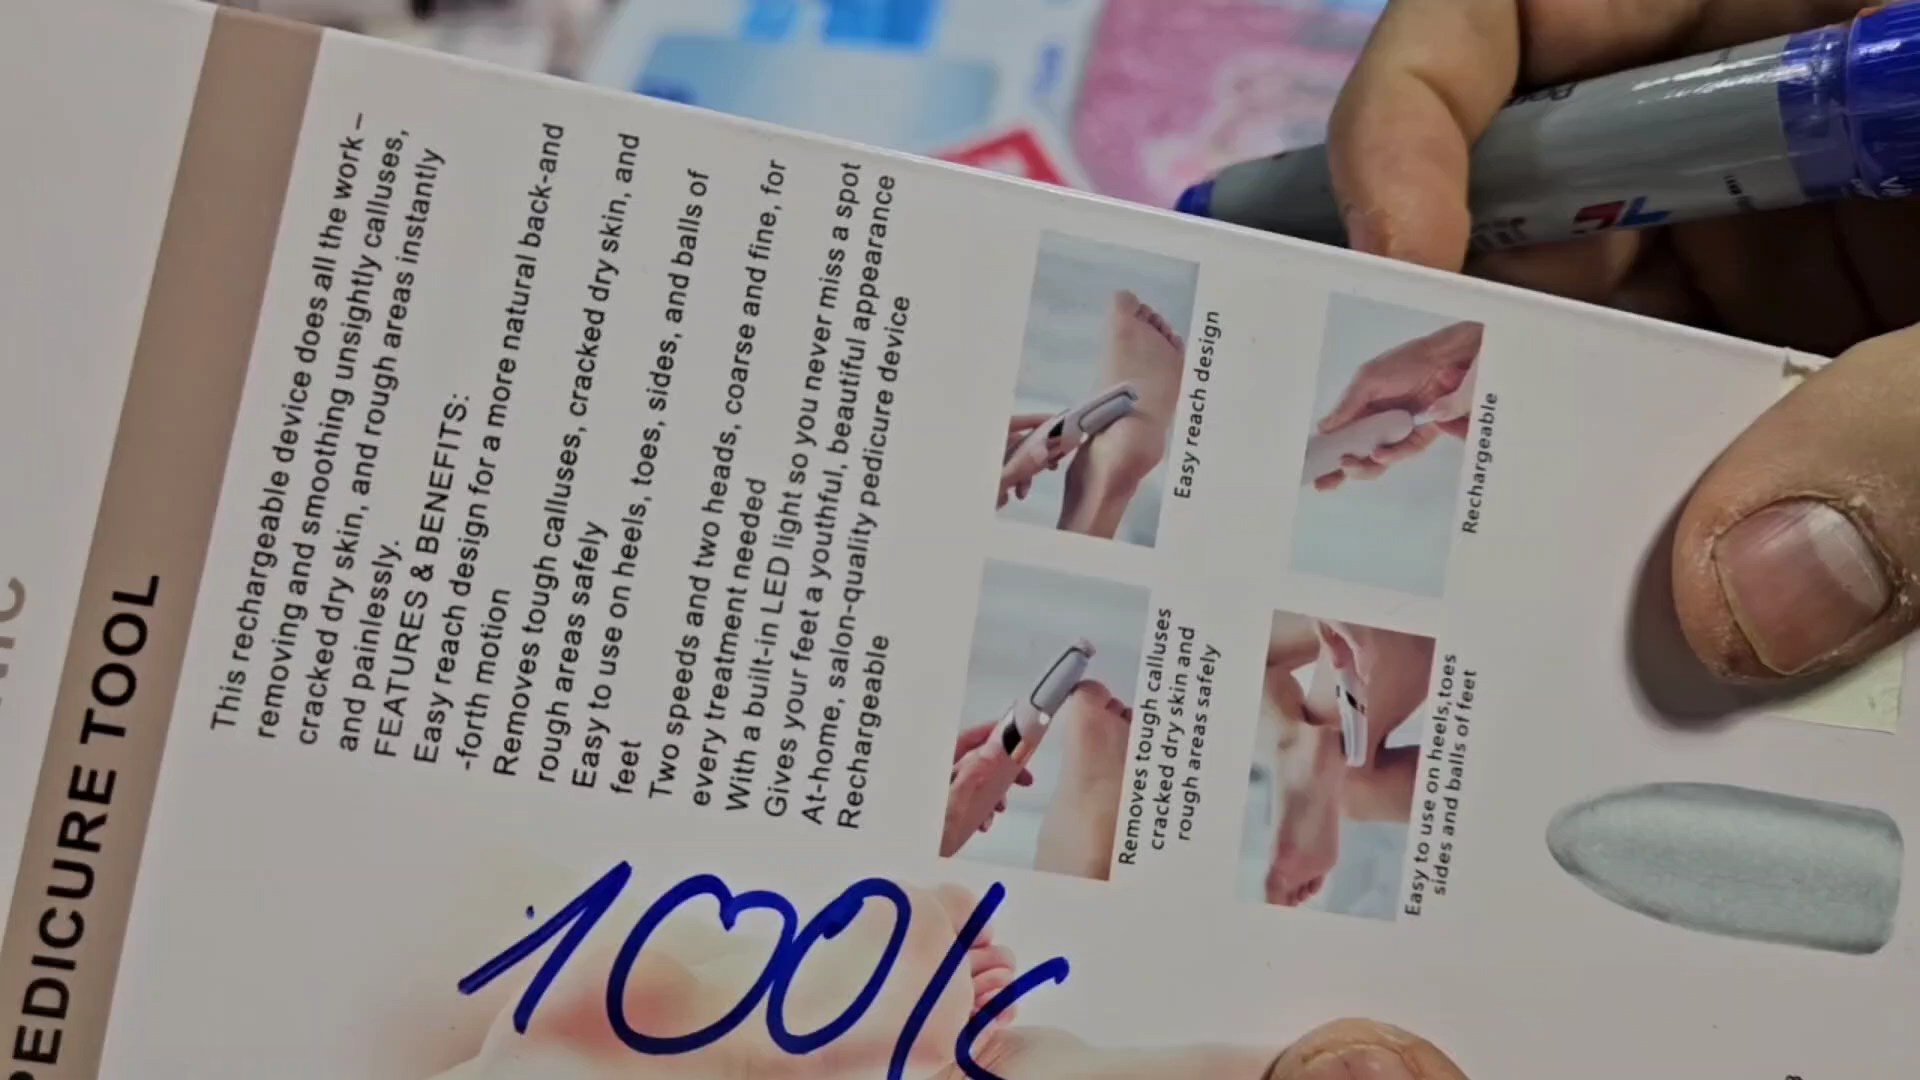 PEDICURE TOOL
This rechargeable device does all the work –
removing and smoothing unsightly calluses,
cracked dry skin, and rough areas instantly
and painlessly.
FEATURES & BENEFITS:
Easy reach design for a more natural back-and
-forth motion
Removes tough calluses, cracked dry skin, and
rough areas safely
Easy to use on heels, toes, sides, and balls of
feet
Two speeds and two heads, coarse and fine, for
every treatment needed
With a built-in LED light so you never miss a spot
Gives your feet a youthful, beautiful appearance
At-home, salon-quality pedicure device
Rechargeable
Removes tough calluses
cracked dry skin and
rough areas safely
Easy reach design
Easy to use on heels,toes
sides and balls of feet
Rechargeable
100k